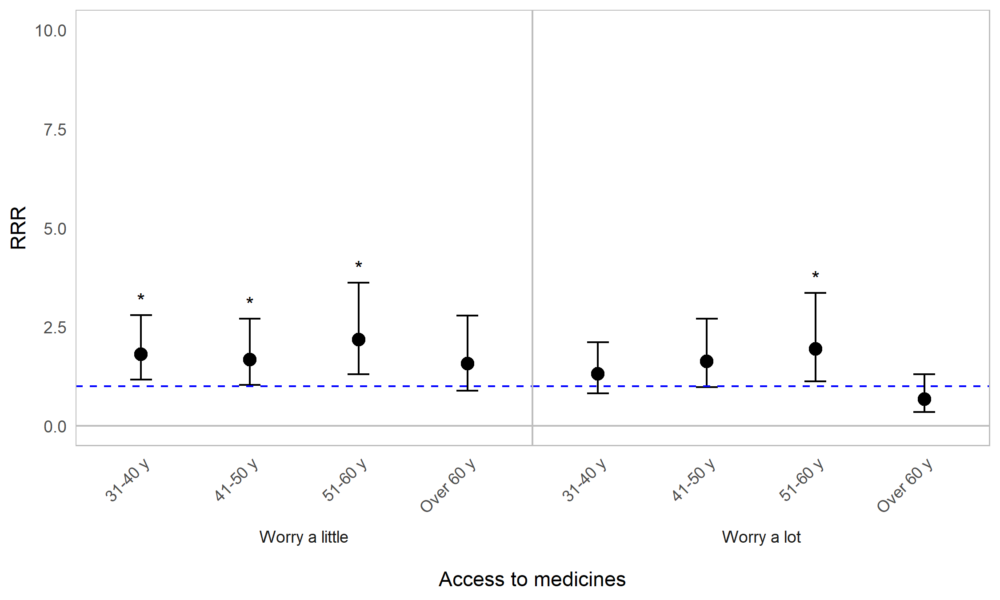 10.0
7.5
5.0
2.5
0.0
RRR
*
*
*
*
31-40 y
41-50 y
51-60 y
Over 60 y
31-40 y
41-50 y
51-60 y
Over 60 y
Worry a little
Worry a lot
Access to medicines